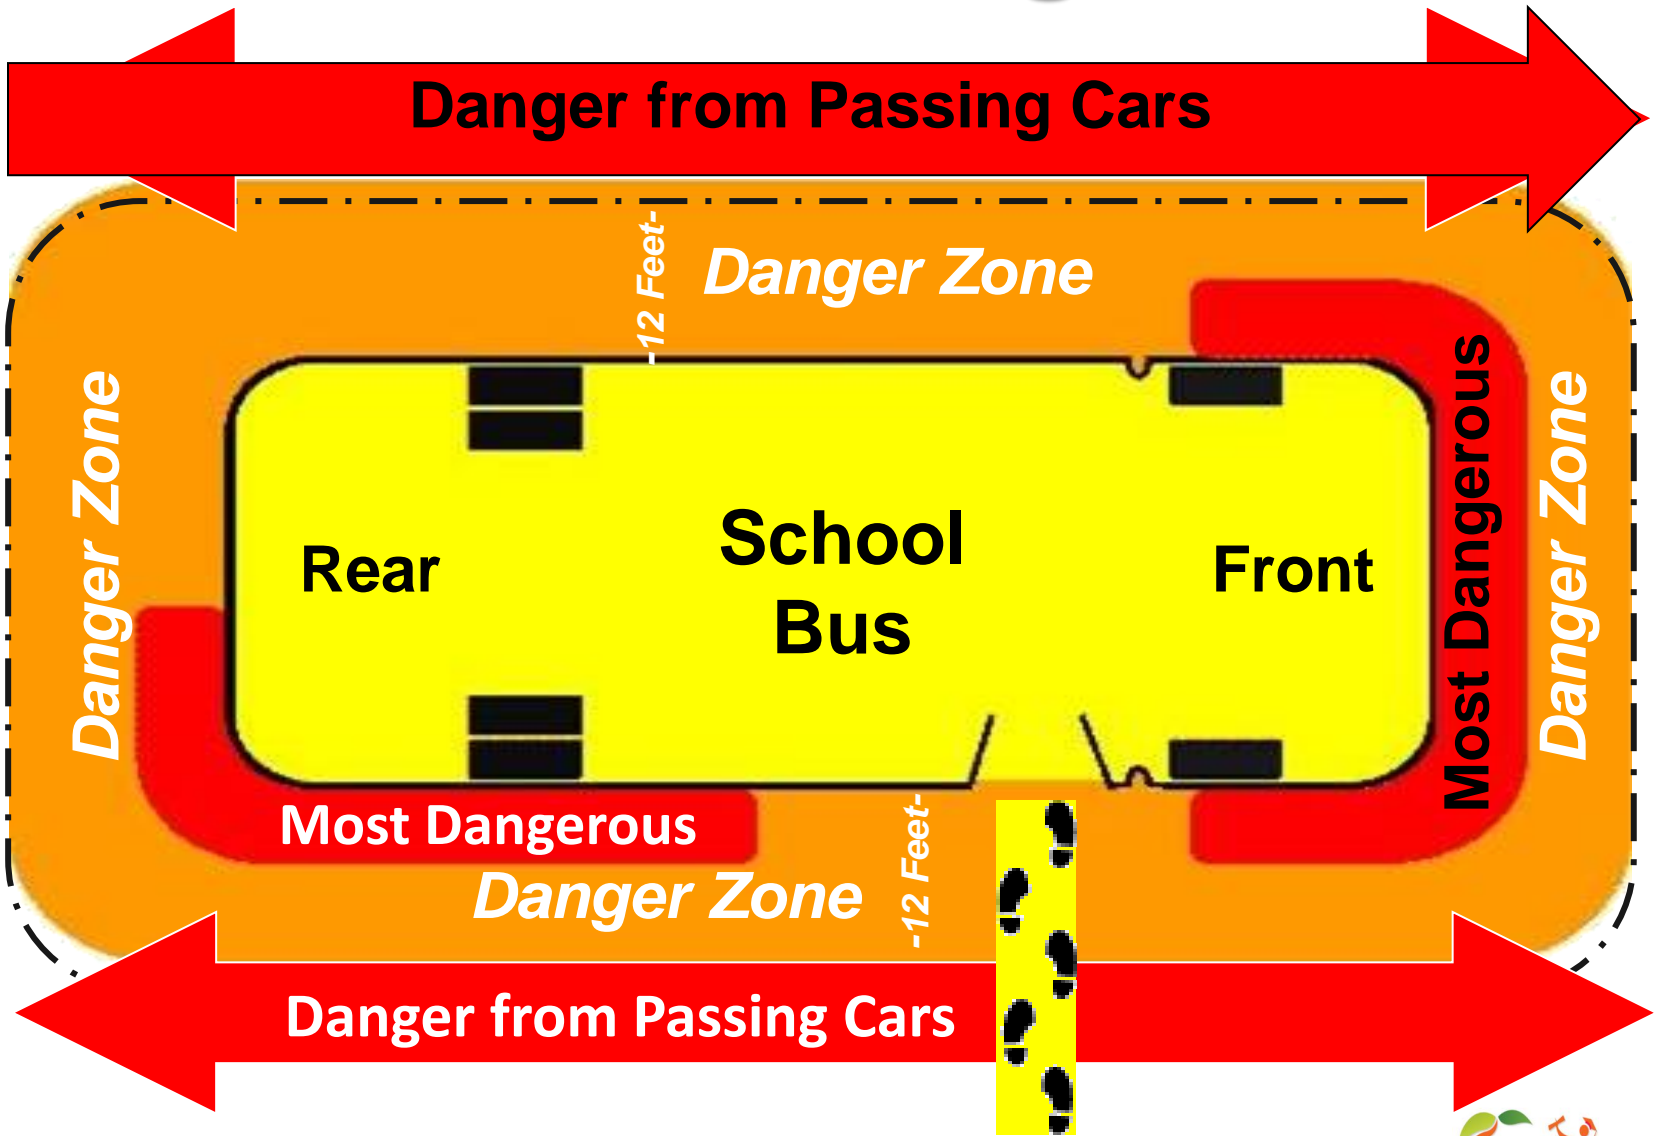 Danger from Passing Cars
-12 Feet-
Danger Zone
Danger Zone
Rear
School
Bus
Front
Most Dangerous
Danger Zone
Most Dangerous
Danger Zone
-12 Feet-
Danger from Passing Cars